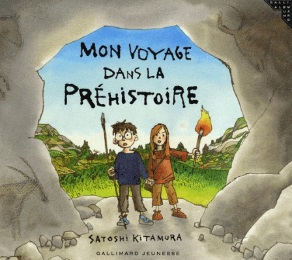 MON VOYAGE
DANS LA
PRÉHISTOIRE
SATOSHI KITAMURA
GALLIMARD JEUNESSE